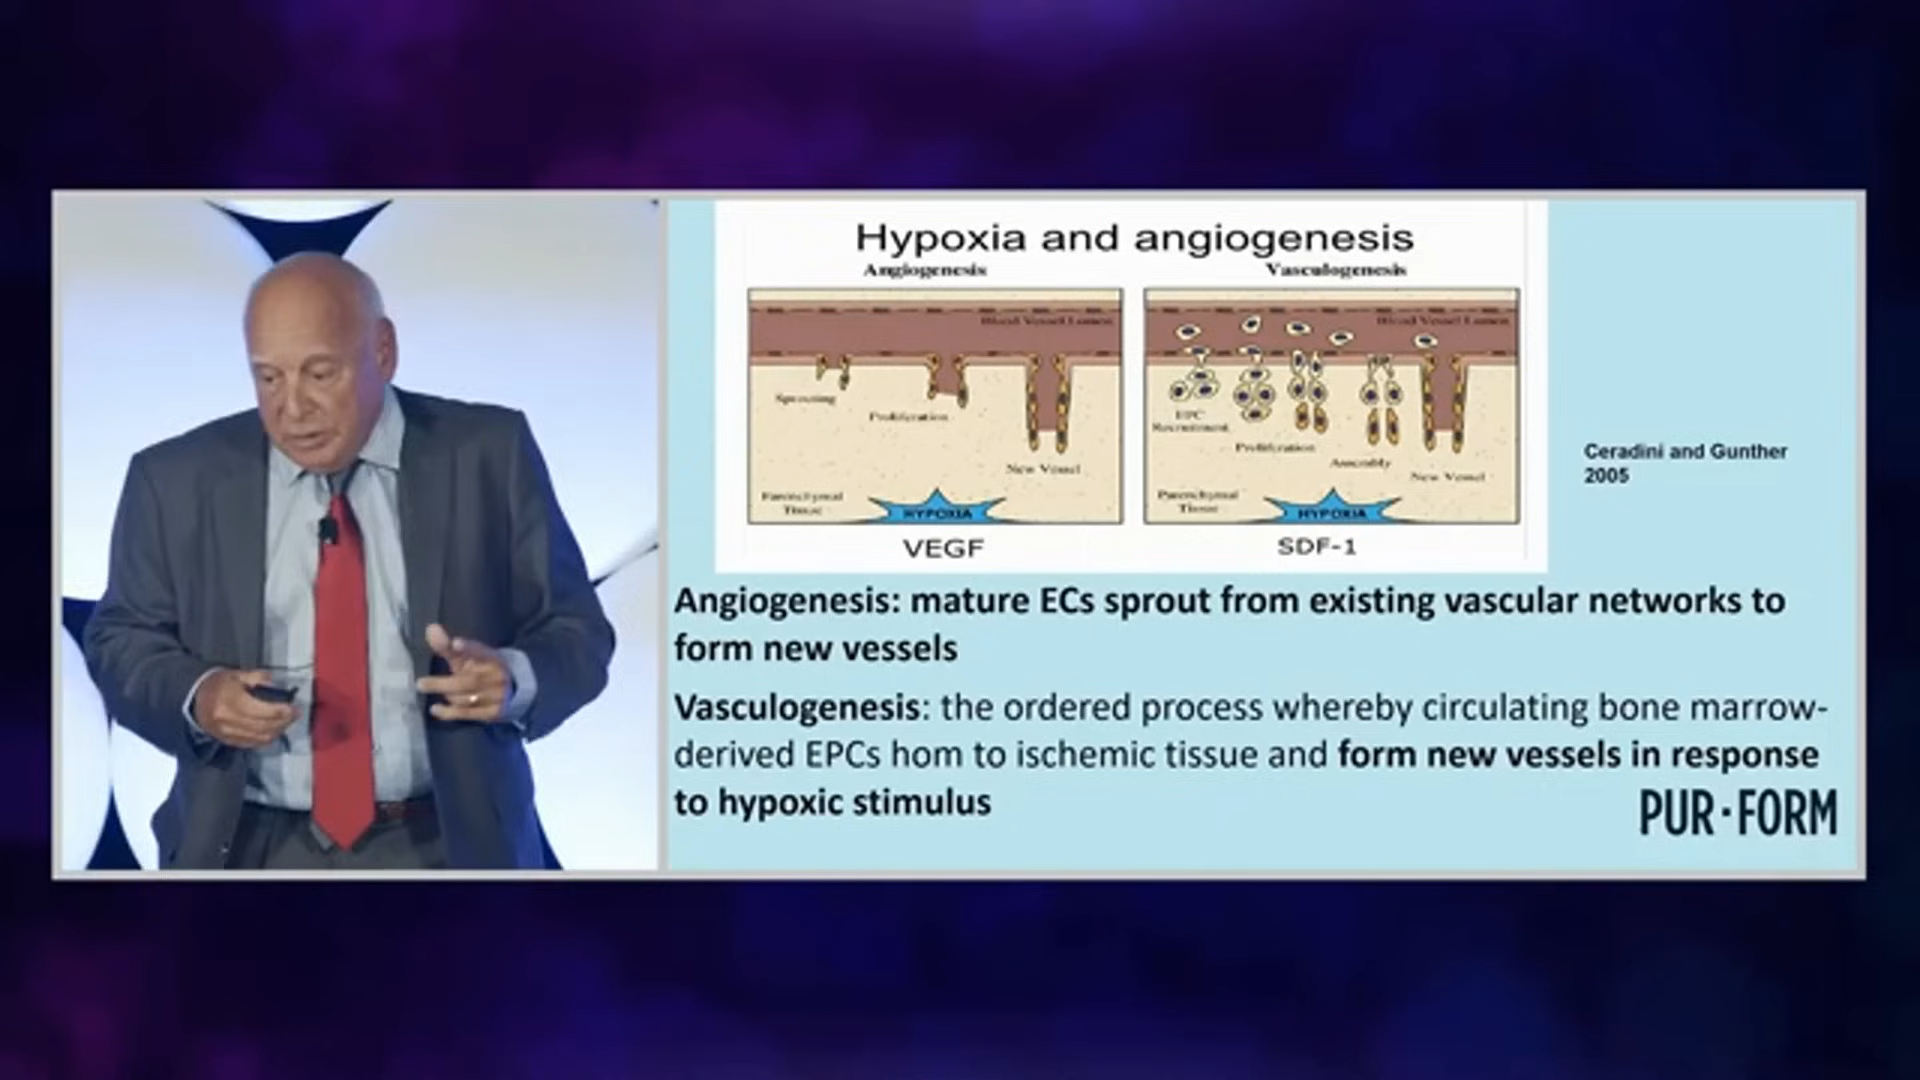 Hypoxia and angiogenesis
Angiogenesis
Vasculogenesis
Blood Vessel Lumen
Sprouting
Proliferation
New Vessel
Parenchymal
Tissue
HYPOXIA
VEGF
Blood Vessel Lumen
EPC
Recruitment
Proliferation
Assembly
New Vessel
Parenchymal
Tissue
HYPOXIA
SDF-1
Ceradini and Gunther
2005
Angiogenesis: mature ECs sprout from existing vascular networks to
form new vessels
Vasculogenesis: the ordered process whereby circulating bone marrow-
derived EPCs hom to ischemic tissue and form new vessels in response
to hypoxic stimulus
PUR·FORM